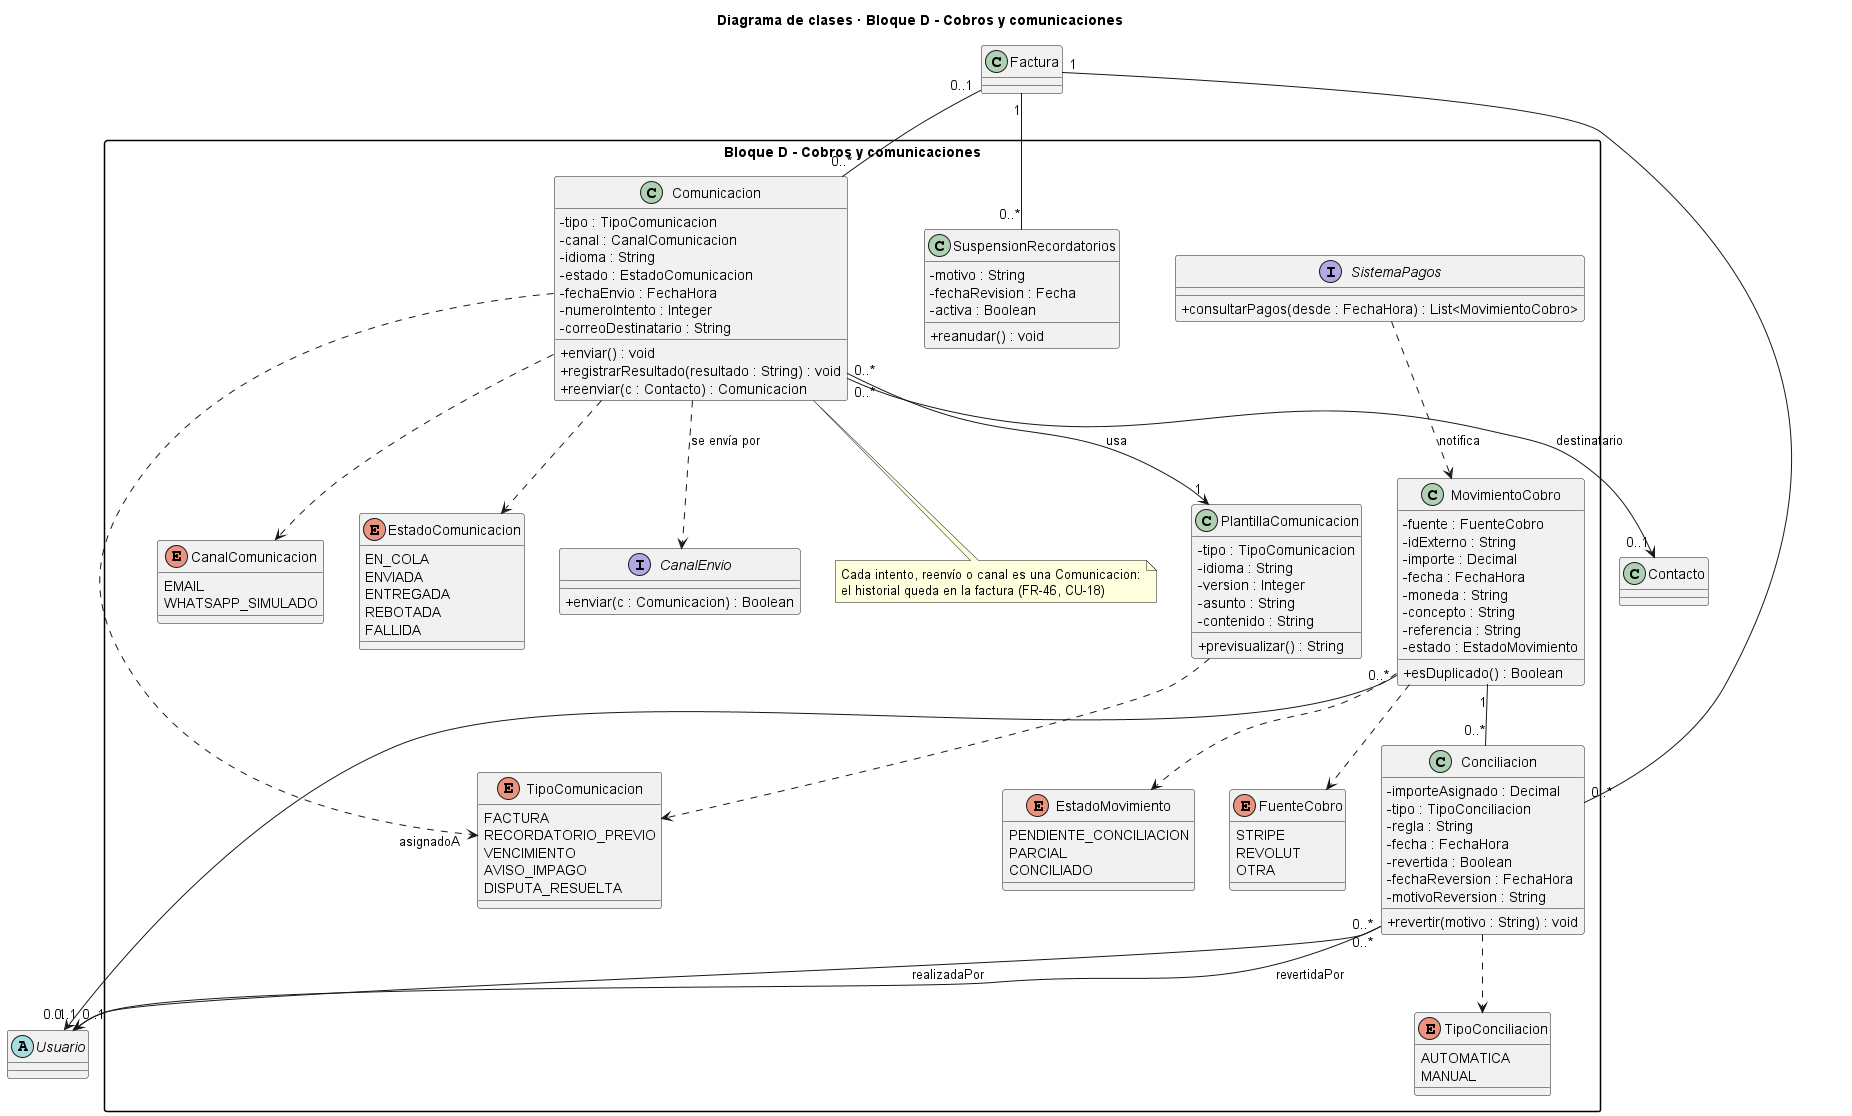 Diagrama de clases · Bloque D - Cobros y comunicaciones
C Factura
0..1
1
1
Bloque D - Cobros y comunicaciones
0..*
0..*
C Comunicacion
-tipo : TipoComunicacion
-canal : CanalComunicacion
-idioma : String
-estado : EstadoComunicacion
-fechaEnvio : FechaHora
-numeroIntento : Integer
-correoDestinatario : String
+enviar() : void
+registrarResultado(resultado : String) : void
+reenviar(c : Contacto) : Comunicacion
C SuspensionRecordatorios
-motivo : String
-fechaRevision : Fecha
-activa : Boolean
+reanudar() : void
I SistemaPagos
+consultarPagos(desde : FechaHora) : List<MovimientoCobro>
0..*
0..*
se envía por
usa
notifica
destinatario
1
0..1
E CanalComunicacion
EMAIL
WHATSAPP_SIMULADO
E EstadoComunicacion
EN_COLA
ENVIADA
ENTREGADA
REBOTADA
FALLIDA
I CanalEnvio
+enviar(c : Comunicacion) : Boolean
Cada intento, reenvío o canal es una Comunicacion:
el historial queda en la factura (FR-46, CU-18)
C PlantillaComunicacion
-tipo : TipoComunicacion
-idioma : String
-version : Integer
-asunto : String
-contenido : String
+previsualizar() : String
C MovimientoCobro
-fuente : FuenteCobro
-idExterno : String
-importe : Decimal
-fecha : FechaHora
-moneda : String
-concepto : String
-referencia : String
-estado : EstadoMovimiento
+esDuplicado() : Boolean
C Contacto
0..*
1
0..*
0..*
asignadoA
E TipoComunicacion
FACTURA
RECORDATORIO_PREVIO
VENCIMIENTO
AVISO_IMPAGO
DISPUTA_RESUELTA
E EstadoMovimiento
PENDIENTE_CONCILIACION
PARCIAL
CONCILIADO
E FuenteCobro
STRIPE
REVOLUT
OTRA
C Conciliacion
-importeAsignado : Decimal
-tipo : TipoConciliacion
-regla : String
-fecha : FechaHora
-revertida : Boolean
-fechaReversion : FechaHora
-motivoReversion : String
+revertir(motivo : String) : void
0..*
0..*
realizadaPor
revertidaPor
0..1
0..1
A Usuario
E TipoConciliacion
AUTOMATICA
MANUAL